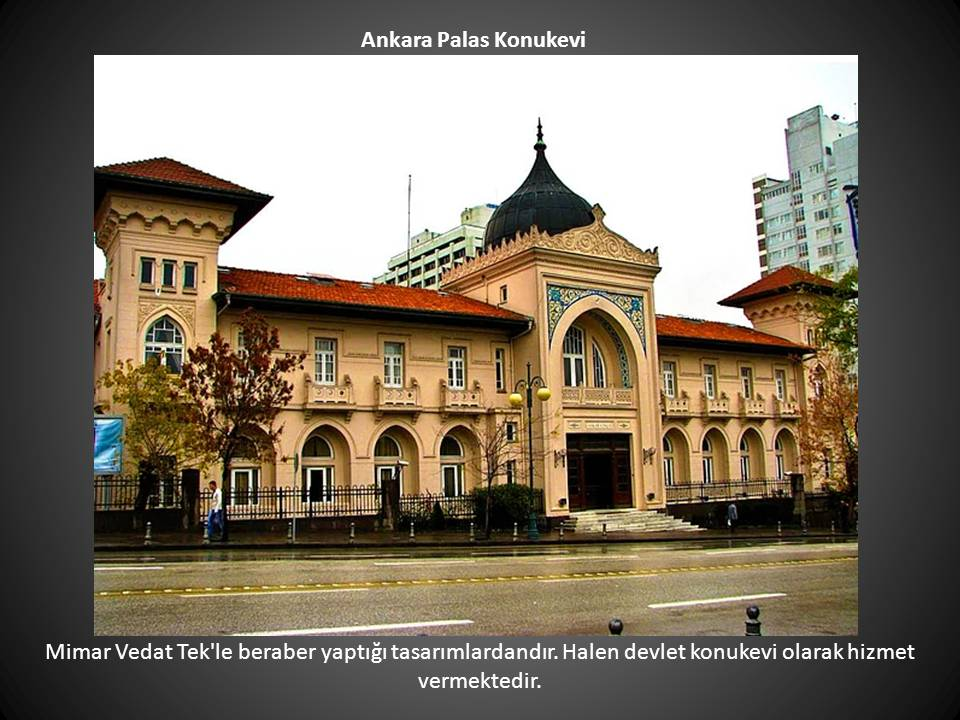 Ankara Palas Konukevi
Mimar Vedat Tek'le beraber yaptığı tasarımlardandır. Halen devlet konukevi olarak hizmet
vermektedir.